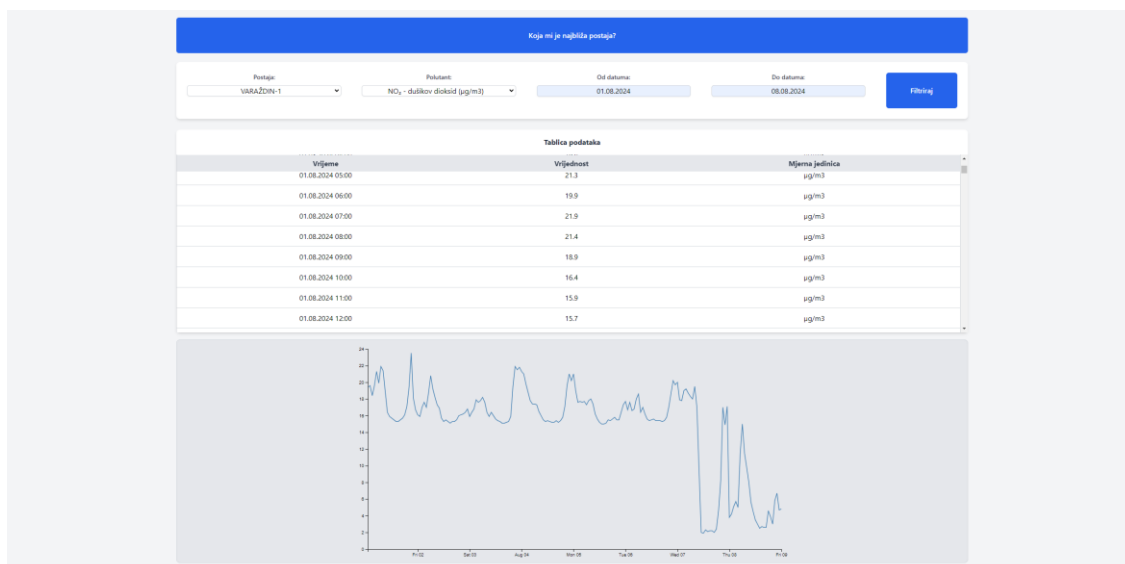 Koja mi je najbliža postaja?
Postaja: Polutant: Od datuma: Do datuma:
VARAŽDIN-1 NO₂ - dušikov dioksid (µg/m3) 01.08.2024 08.08.2024 Filtriraj
Tablica podataka
Vrijeme Vrijednost Mjerna jedinica
01.08.2024 05:00 21.3 µg/m3
01.08.2024 06:00 19.9 µg/m3
01.08.2024 07:00 21.9 µg/m3
01.08.2024 08:00 21.4 µg/m3
01.08.2024 09:00 18.9 µg/m3
01.08.2024 10:00 16.4 µg/m3
01.08.2024 11:00 15.9 µg/m3
01.08.2024 12:00 15.7 µg/m3
24
22
20
18
16
14
12
10
8
6
4
2
0
Fri 02 Sat 03 Aug 04 Mon 05 Tue 06 Wed 07 Thu 08 Fri 09